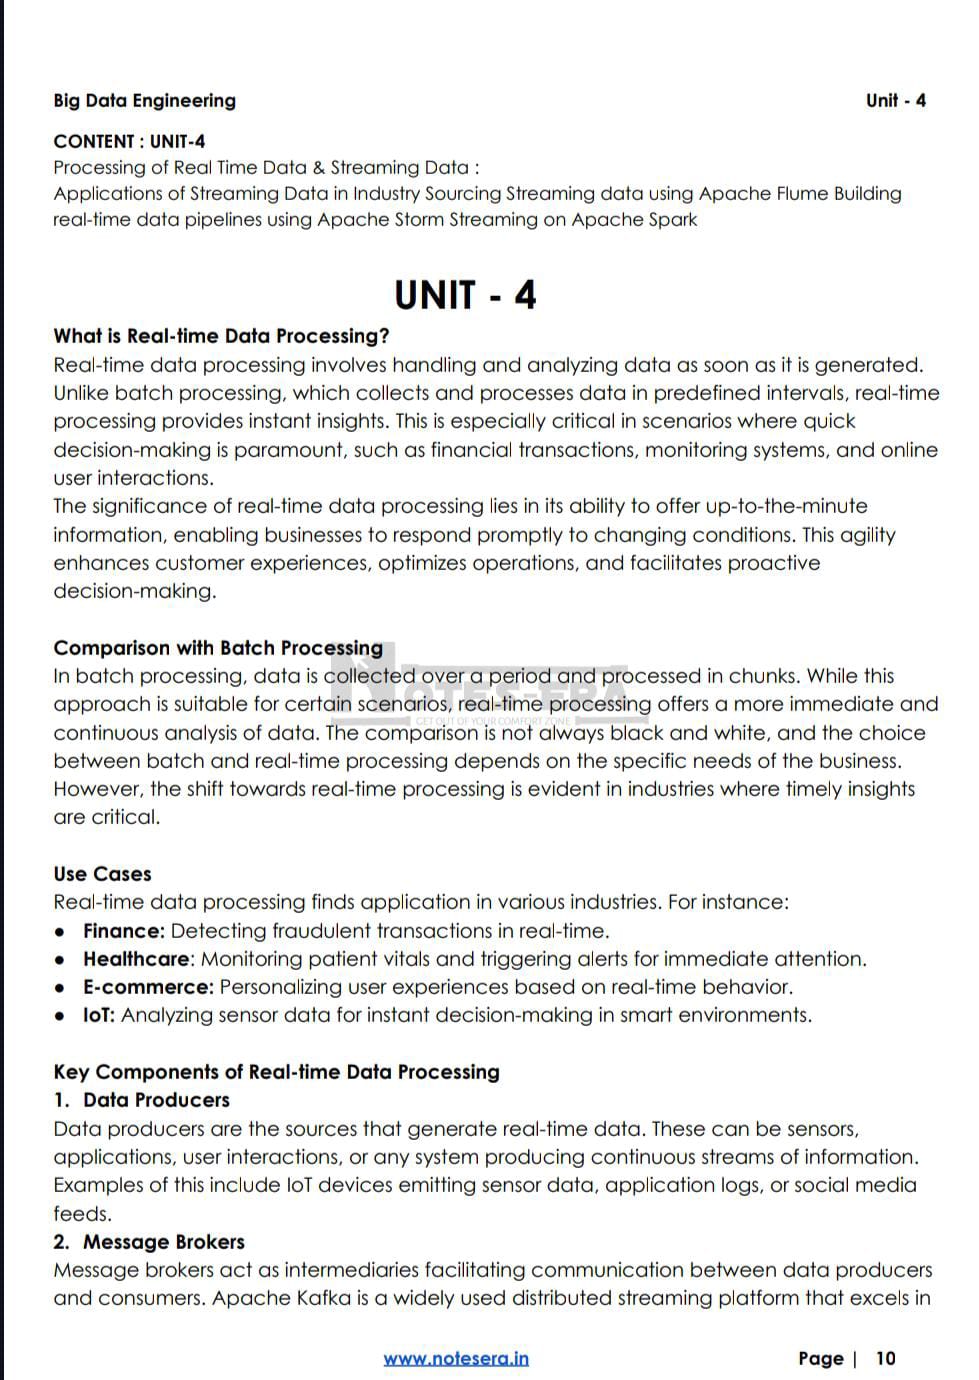 Big Data Engineering Unit - 4
CONTENT : UNIT-4
Processing of Real Time Data & Streaming Data :
Applications of Streaming Data in Industry Sourcing Streaming data using Apache Flume Building
real-time data pipelines using Apache Storm Streaming on Apache Spark
UNIT - 4
What is Real-time Data Processing?
Real-time data processing involves handling and analyzing data as soon as it is generated.
Unlike batch processing, which collects and processes data in predefined intervals, real-time
processing provides instant insights. This is especially critical in scenarios where quick
decision-making is paramount, such as financial transactions, monitoring systems, and online
user interactions.
The significance of real-time data processing lies in its ability to offer up-to-the-minute
information, enabling businesses to respond promptly to changing conditions. This agility
enhances customer experiences, optimizes operations, and facilitates proactive
decision-making.
Comparison with Batch Processing
In batch processing, data is collected over a period and processed in chunks. While this
approach is suitable for certain scenarios, real-time processing offers a more immediate and
continuous analysis of data. The comparison is not always black and white, and the choice
between batch and real-time processing depends on the specific needs of the business.
However, the shift towards real-time processing is evident in industries where timely insights
are critical.
NOTES-ERA
GET OUT OF YOUR COMFORT ZONE
Use Cases
Real-time data processing finds application in various industries. For instance:
● Finance: Detecting fraudulent transactions in real-time.
● Healthcare: Monitoring patient vitals and triggering alerts for immediate attention.
● E-commerce: Personalizing user experiences based on real-time behavior.
● IoT: Analyzing sensor data for instant decision-making in smart environments.
Key Components of Real-time Data Processing
1. Data Producers
Data producers are the sources that generate real-time data. These can be sensors,
applications, user interactions, or any system producing continuous streams of information.
Examples of this include IoT devices emitting sensor data, application logs, or social media
feeds.
2. Message Brokers
Message brokers act as intermediaries facilitating communication between data producers
and consumers. Apache Kafka is a widely used distributed streaming platform that excels in
www.notesera.in Page | 10